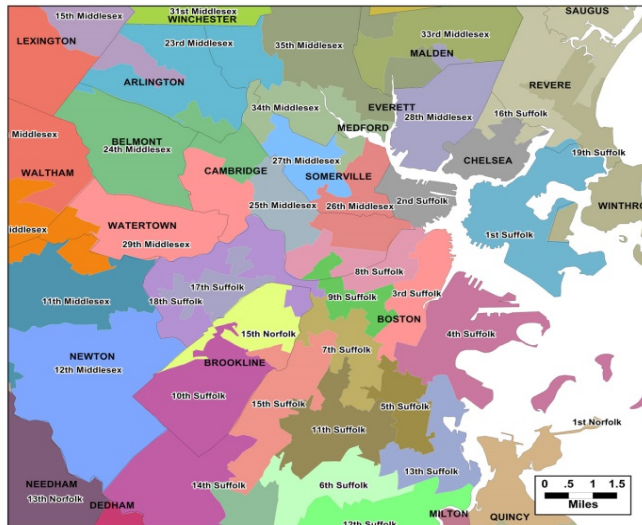 15th Middlesex
31st Middlesex
WINCHESTER
SAUGUS
LEXINGTON
23rd Middlesex
35th Middlesex
33rd Middlesex
MALDEN
ARLINGTON
REVERE
34th Middlesex
EVERETT
28th Middlesex
16th Suffolk
MEDFORD
Middlesex
BELMONT
24th Middlesex
CHELSEA
19th Suffolk
WALTHAM
CAMBRIDGE
27th Middlesex
SOMERVILLE
2nd Suffolk
WINTHRO
25th Middlesex
26th Middlesex
WATERTOWN
29th Middlesex
iddlesex
1st Suffolk
8th Suffolk
17th Suffolk
18th Suffolk
11th Middlesex
9th Suffolk
3rd Suffolk
BOSTON
15th Norfolk
4th Suffolk
NEWTON
12th Middlesex
BROOKLINE
7th Suffolk
10th Suffolk
15th Suffolk
5th Suffolk
11th Suffolk
1st Norfolk
13th Suffolk
NEEDHAM
13th Norfolk
14th Suffolk
6th Suffolk
DEDHAM
MILTON
QUINCY
12th Suffolk
0 .5 1 1.5
Miles